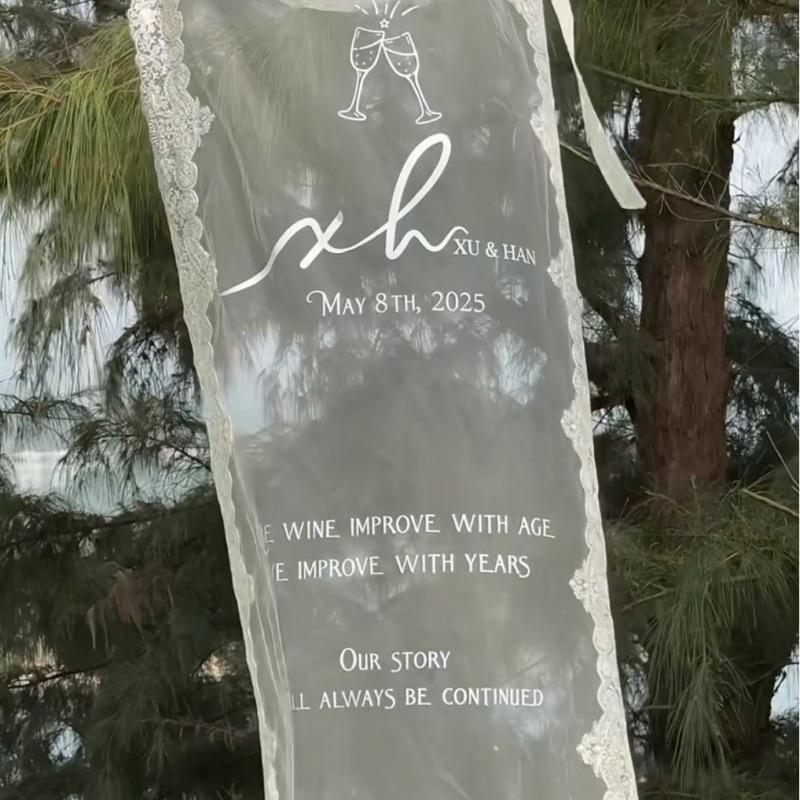 xh
XU & HAN
MAY 8TH, 2025
WINE IMPROVE WITH AGE
IMPROVE WITH YEARS
OUR STORY
ALWAYS BE CONTINUED